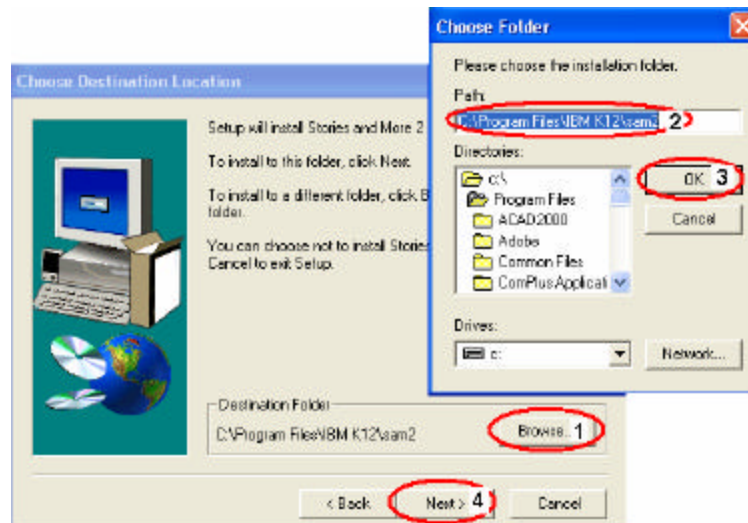 Choose Folder
Please choose the installation folder.
Path:
C:\Program Files\IBM K12\sam2 2
Directories:
c:\
Program Files
ACAD2000
Adobe
Common Files
ComPlus Applicati
OK 3
Cancel
Drives:
c:
Network...
Choose Destination Location
Setup will install Stories and More 2
To install to this folder, click Next.
To install to a different folder, click B
folder.
You can choose not to install Stories
Cancel to exit Setup.
Destination Folder
C:\Program Files\IBM K12\sam2
Browse... 1
< Back
Next > 4
Cancel